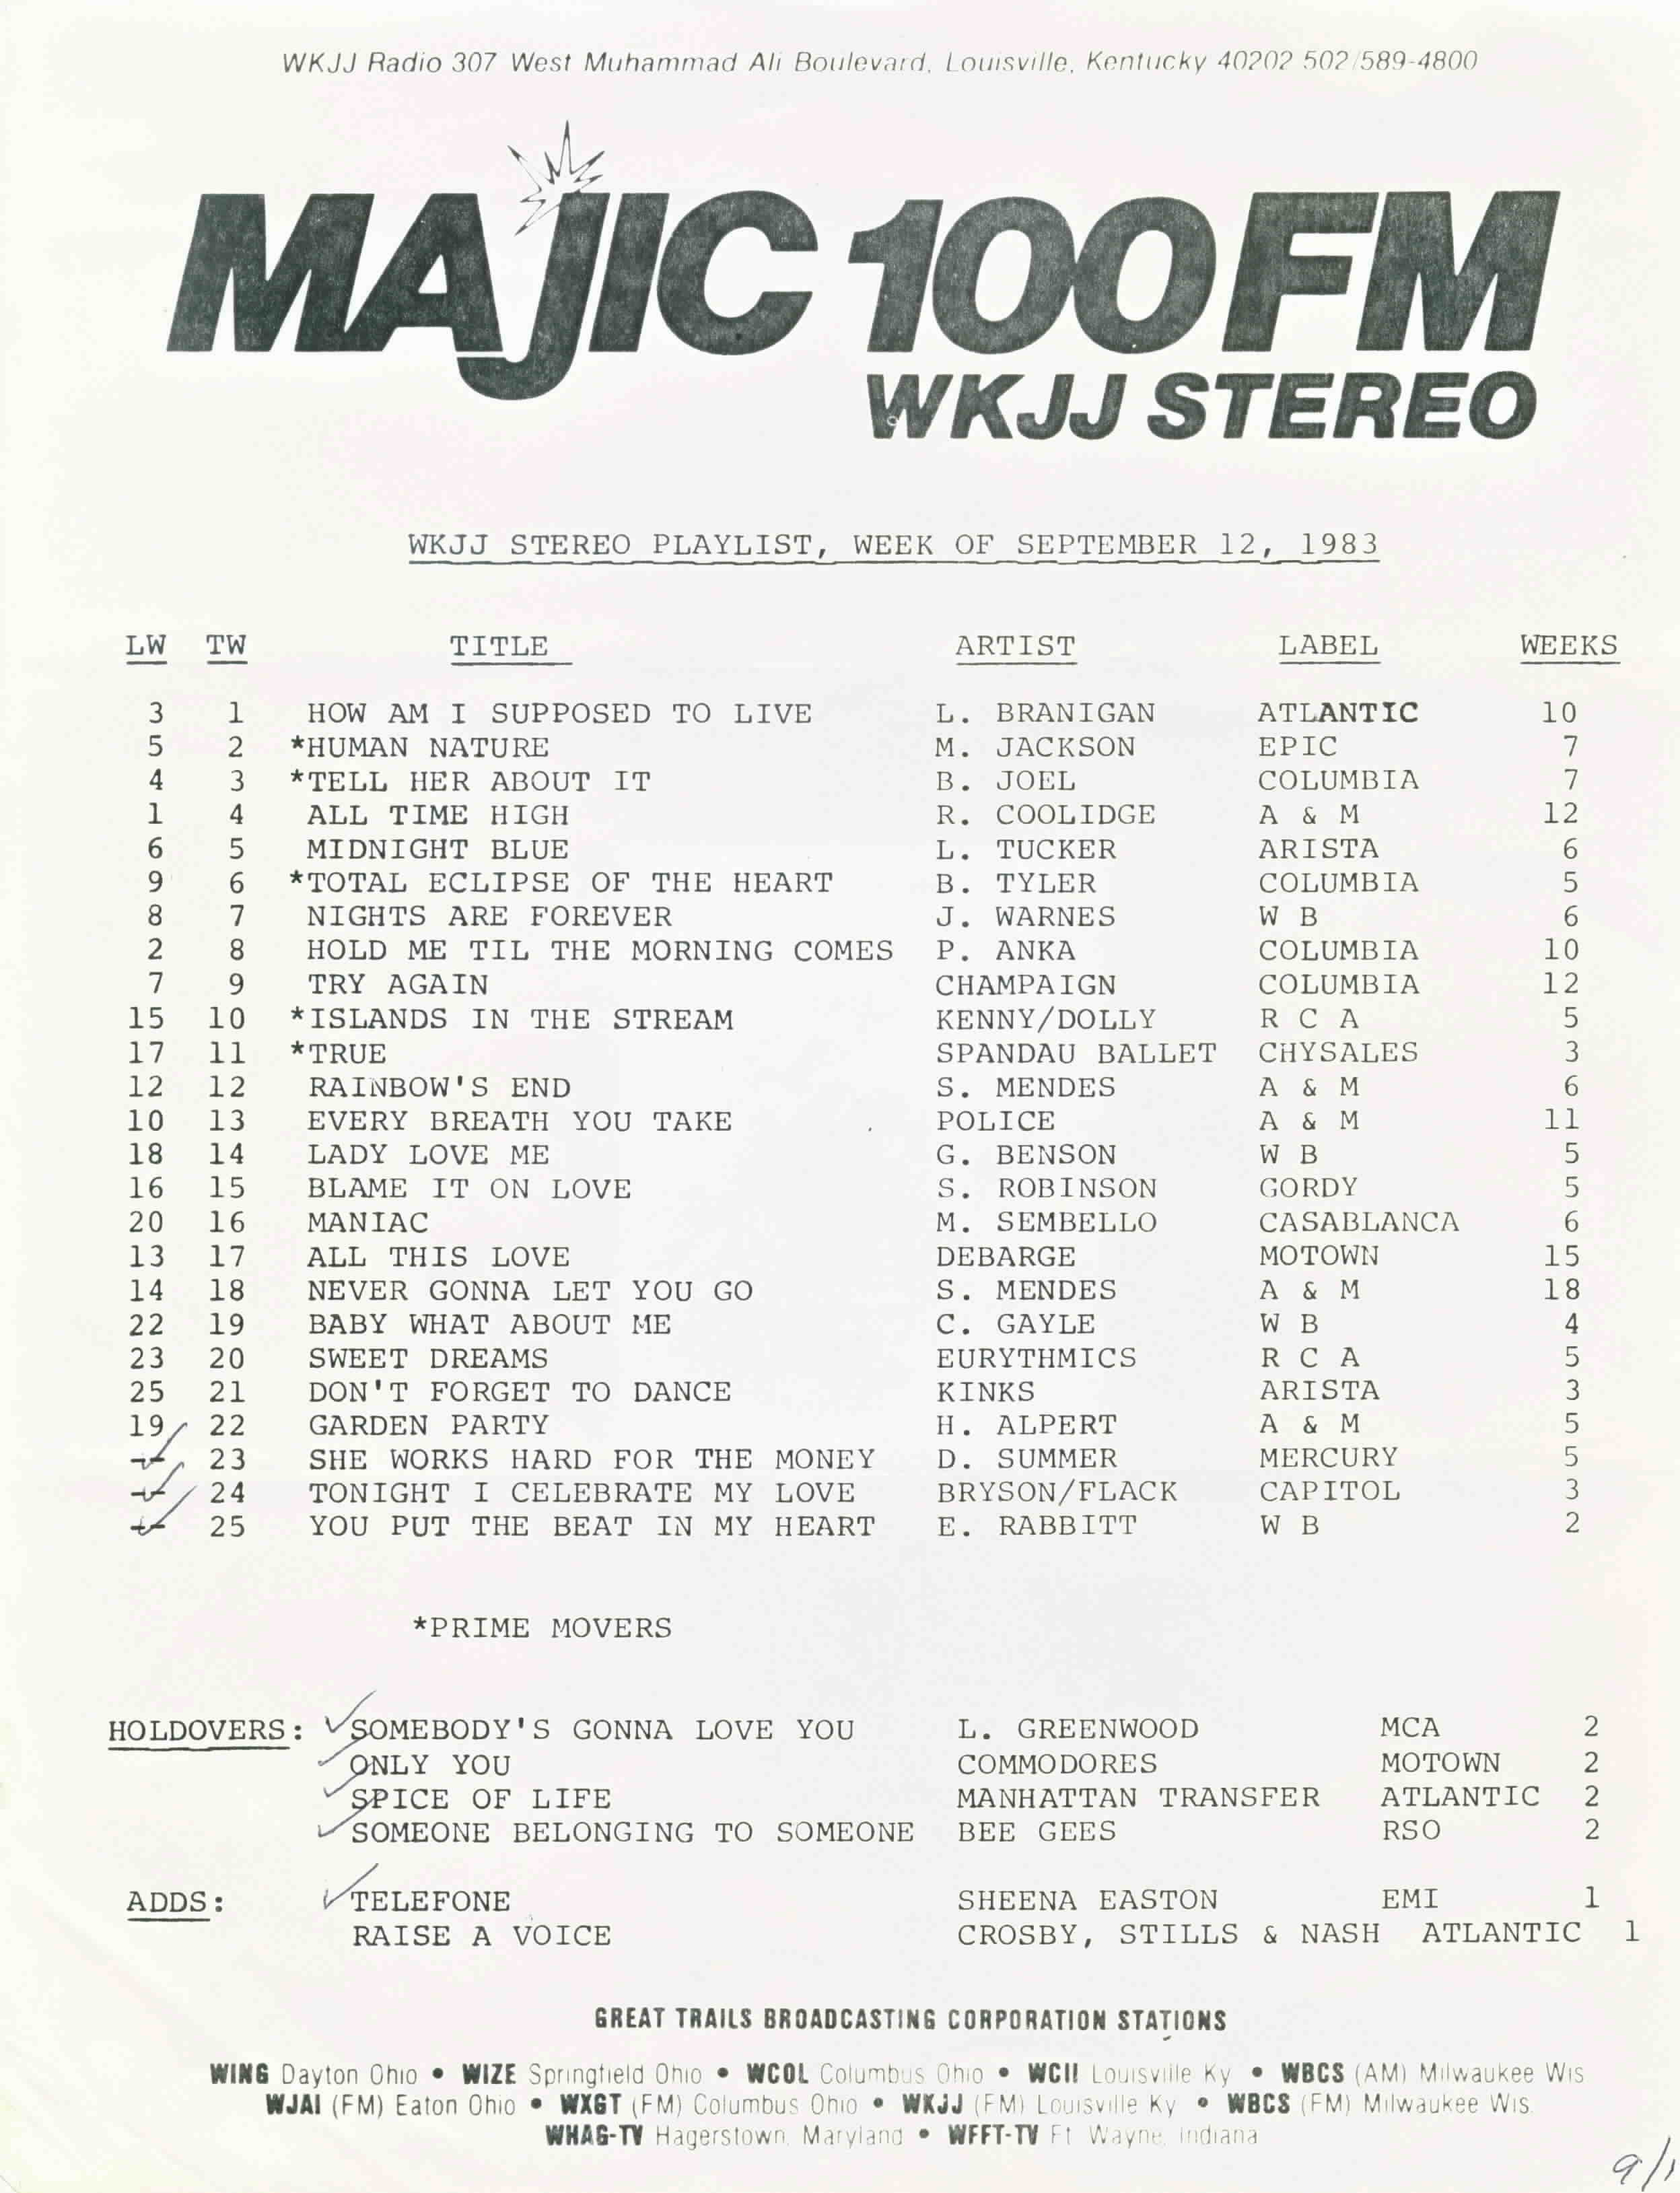 WKJJ Radio 307 West Muhammad Ali Boulevard, Louisville, Kentucky 40202 502/589-4800
MAJIC 100 FM
WKJJ STEREO
WKJJ STEREO PLAYLIST, WEEK OF SEPTEMBER 12, 1983
LW TW TITLE ARTIST LABEL WEEKS
3 1 HOW AM I SUPPOSED TO LIVE L. BRANIGAN ATLANTIC 10
5 2 *HUMAN NATURE M. JACKSON EPIC 7
4 3 *TELL HER ABOUT IT B. JOEL COLUMBIA 7
1 4 ALL TIME HIGH R. COOLIDGE A & M 12
6 5 MIDNIGHT BLUE L. TUCKER ARISTA 6
9 6 *TOTAL ECLIPSE OF THE HEART B. TYLER COLUMBIA 5
8 7 NIGHTS ARE FOREVER J. WARNES W B 6
2 8 HOLD ME TIL THE MORNING COMES P. ANKA COLUMBIA 10
7 9 TRY AGAIN CHAMPAIGN COLUMBIA 12
15 10 *ISLANDS IN THE STREAM KENNY/DOLLY R C A 5
17 11 *TRUE SPANDAU BALLET CHYSALES 3
12 12 RAINBOW'S END S. MENDES A & M 6
10 13 EVERY BREATH YOU TAKE POLICE A & M 11
18 14 LADY LOVE ME G. BENSON W B 5
16 15 BLAME IT ON LOVE S. ROBINSON GORDY 5
20 16 MANIAC M. SEMBELLO CASABLANCA 6
13 17 ALL THIS LOVE DEBARGE MOTOWN 15
14 18 NEVER GONNA LET YOU GO S. MENDES A & M 18
22 19 BABY WHAT ABOUT ME C. GAYLE W B 4
23 20 SWEET DREAMS EURYTHMICS R C A 5
25 21 DON'T FORGET TO DANCE KINKS ARISTA 3
19 22 GARDEN PARTY H. ALPERT A & M 5
-- 23 SHE WORKS HARD FOR THE MONEY D. SUMMER MERCURY 5
-- 24 TONIGHT I CELEBRATE MY LOVE BRYSON/FLACK CAPITOL 3
-- 25 YOU PUT THE BEAT IN MY HEART E. RABBITT W B 2
*PRIME MOVERS
HOLDOVERS: SOMEBODY'S GONNA LOVE YOU L. GREENWOOD MCA 2
ONLY YOU COMMODORES MOTOWN 2
SPICE OF LIFE MANHATTAN TRANSFER ATLANTIC 2
SOMEONE BELONGING TO SOMEONE BEE GEES RSO 2
ADDS: TELEFONE SHEENA EASTON EMI 1
RAISE A VOICE CROSBY, STILLS & NASH ATLANTIC 1
GREAT TRAILS BROADCASTING CORPORATION STATIONS
WING Dayton Ohio • WIZE Springfield Ohio • WCOL Columbus Ohio • WCII Louisville Ky • WBCS (AM) Milwaukee Wis
WJAI (FM) Eaton Ohio • WXGT (FM) Columbus Ohio • WKJJ (FM) Louisville Ky • WBCS (FM) Milwaukee Wis.
WHAG-TV Hagerstown, Maryland • WFFT-TV Ft Wayne, Indiana